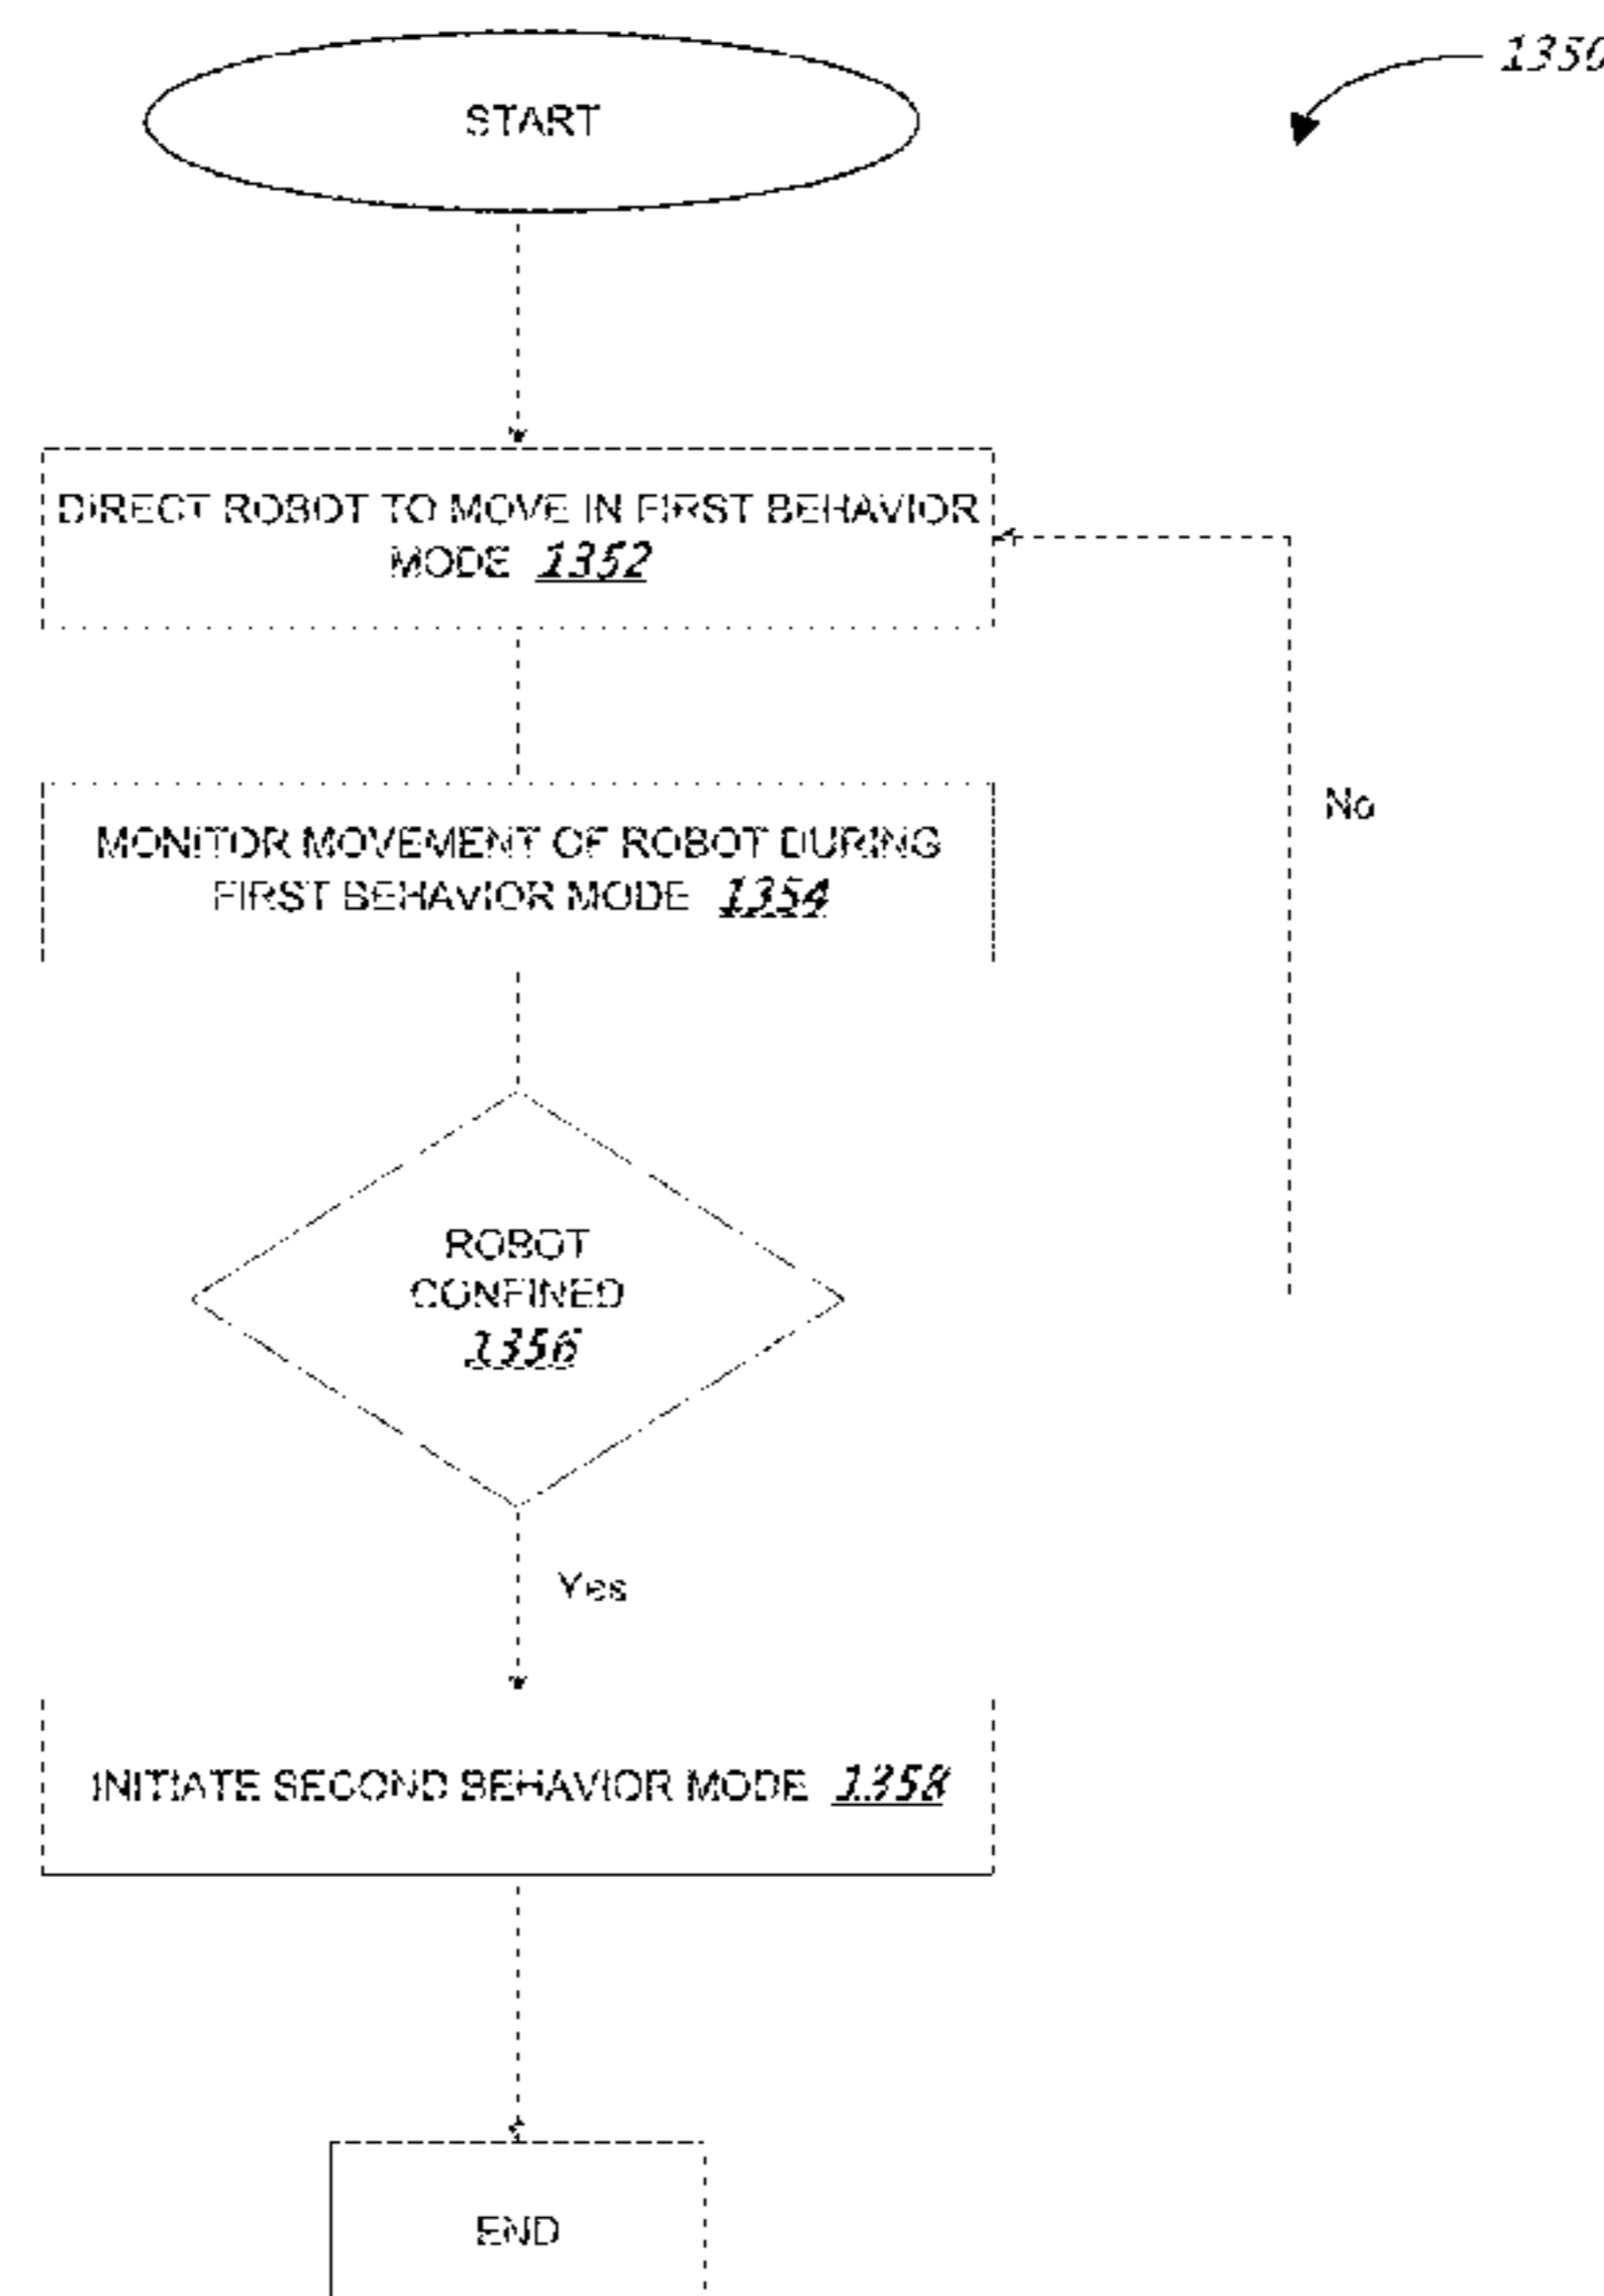 1350
START
DIRECT ROBOT TO MOVE IN FIRST BEHAVIOR
MODE 1352
No
MONITOR MOVEMENT OF ROBOT DURING
FIRST BEHAVIOR MODE 1354
ROBOT
CONFINED
1356
Yes
INITIATE SECOND BEHAVIOR MODE 1358
END